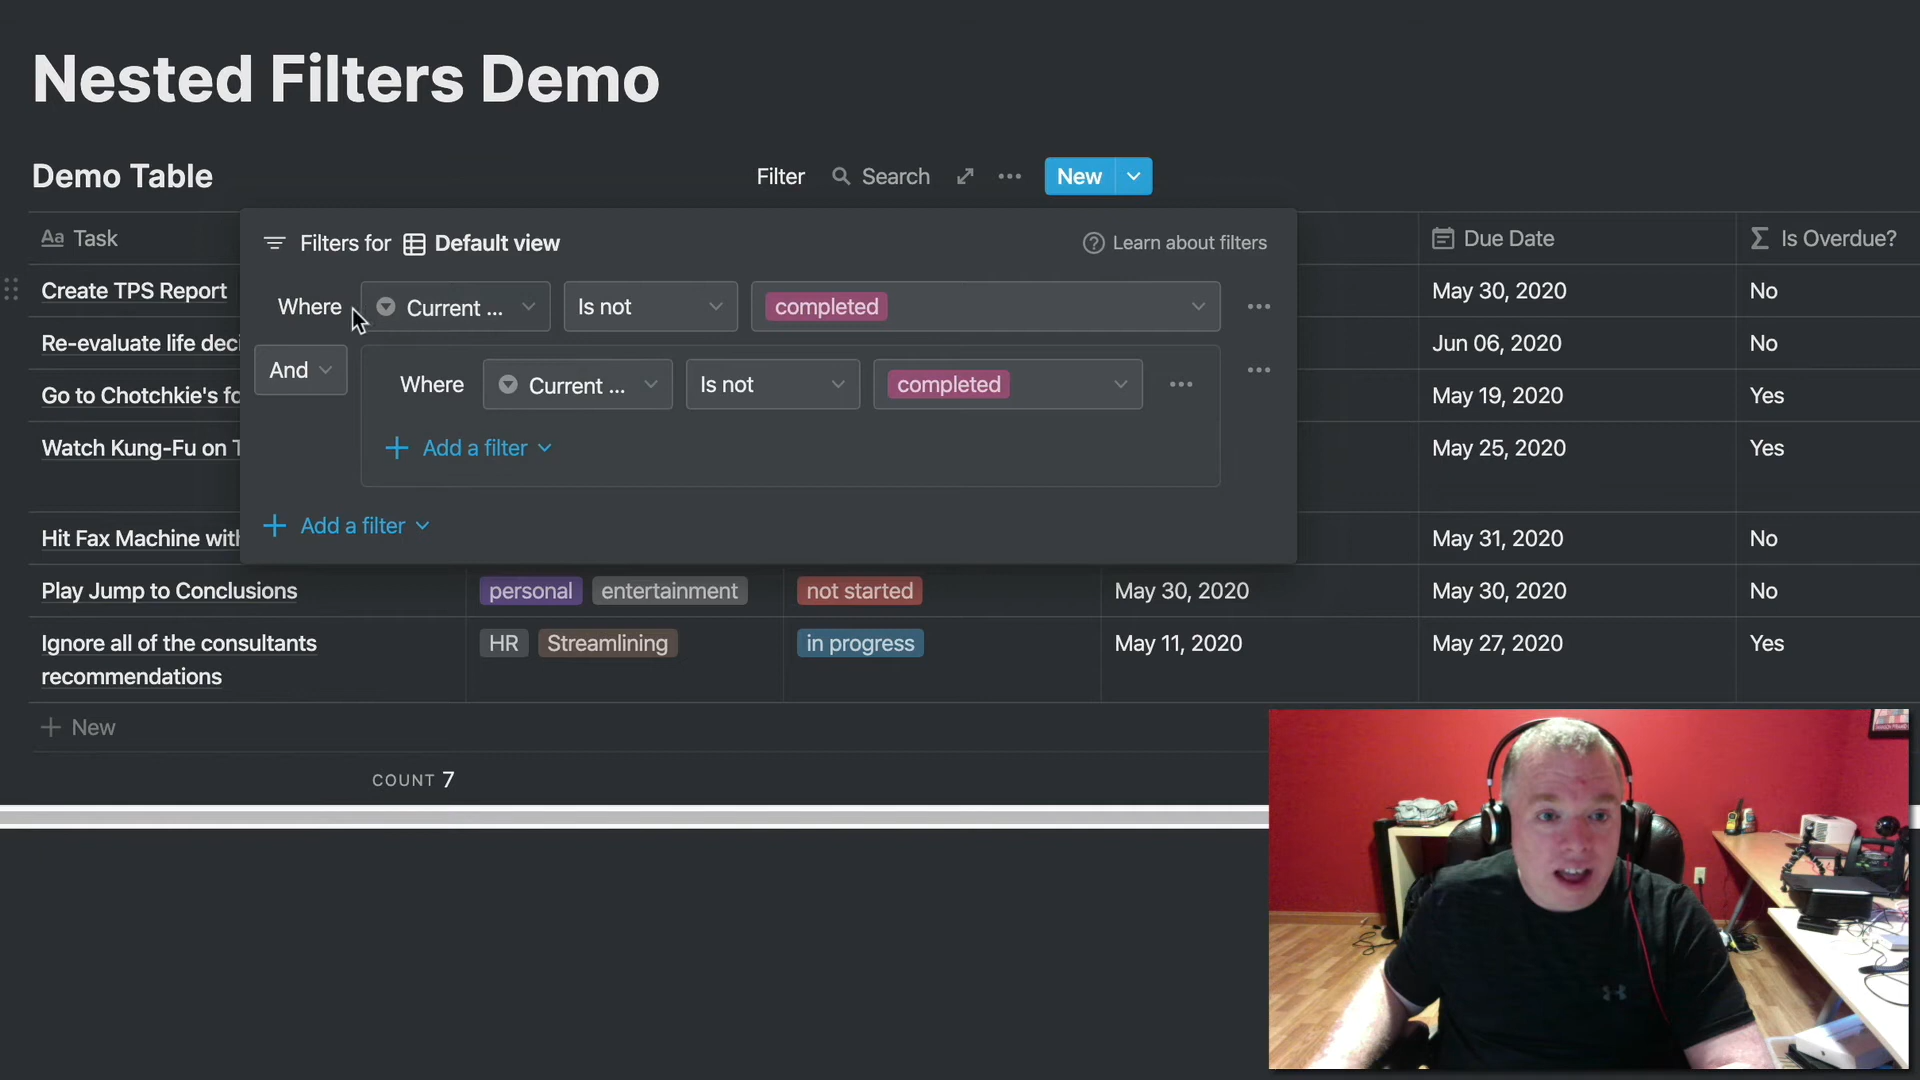 Nested Filters Demo
Demo Table
Filter Search ••• New
Aa Task Due Date Σ Is Overdue?
Filters for Default view ? Learn about filters
Where Current ... Is not completed •••
And Where Current ... Is not completed ••• •••
+ Add a filter
+ Add a filter
Create TPS Report May 30, 2020 No
Re-evaluate life deci Jun 06, 2020 No
Go to Chotchkie's fo May 19, 2020 Yes
Watch Kung-Fu on T May 25, 2020 Yes
Hit Fax Machine with May 31, 2020 No
Play Jump to Conclusions personal entertainment not started May 30, 2020 May 30, 2020 No
Ignore all of the consultants HR Streamlining in progress May 11, 2020 May 27, 2020 Yes
recommendations
+ New
COUNT 7